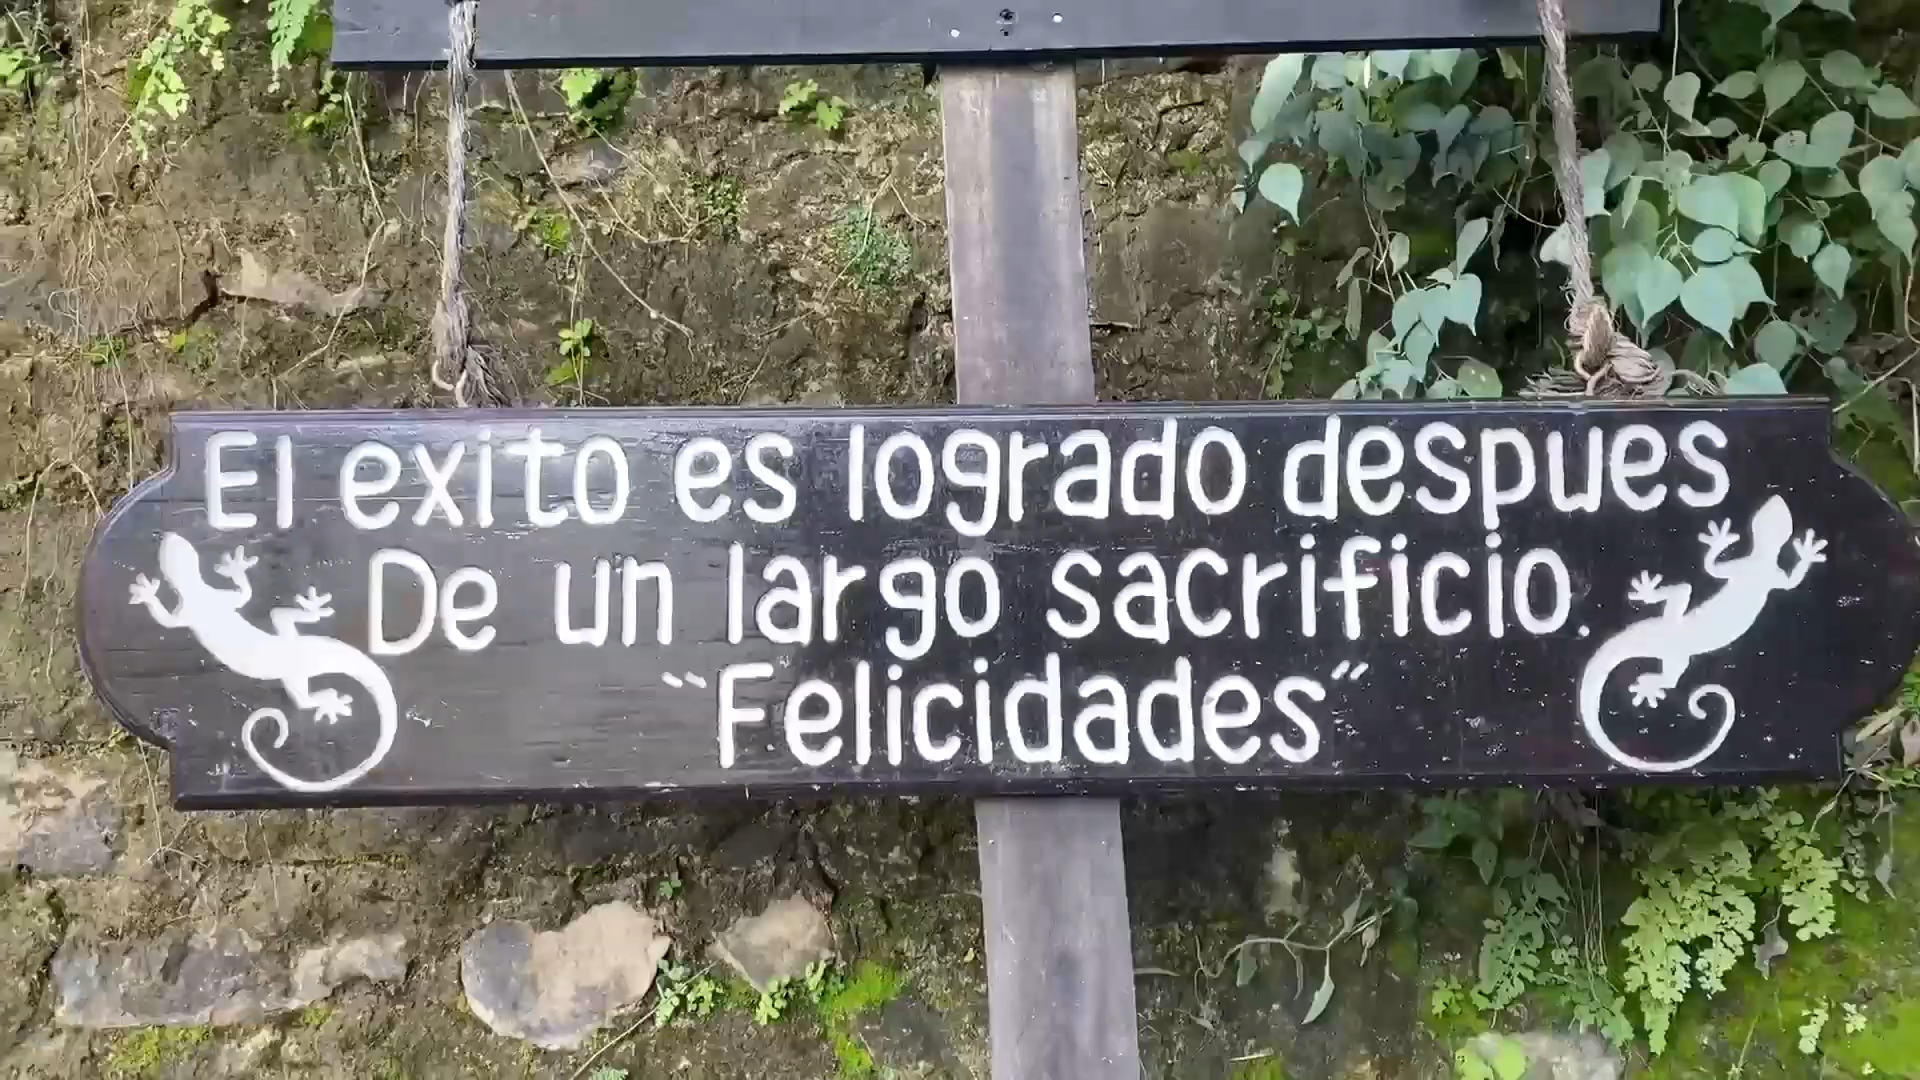 El exito es logrado despues
De un largo sacrificio.
"Felicidades"